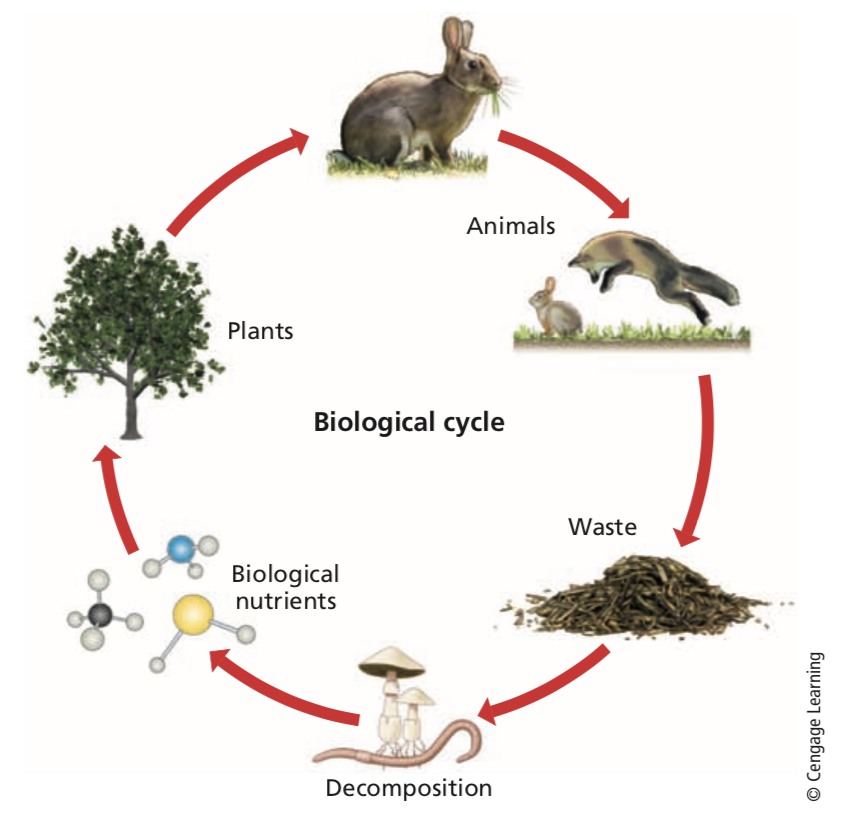 Animals
Plants
Biological cycle
Waste
Biological
nutrients
Decomposition
© Cengage Learning